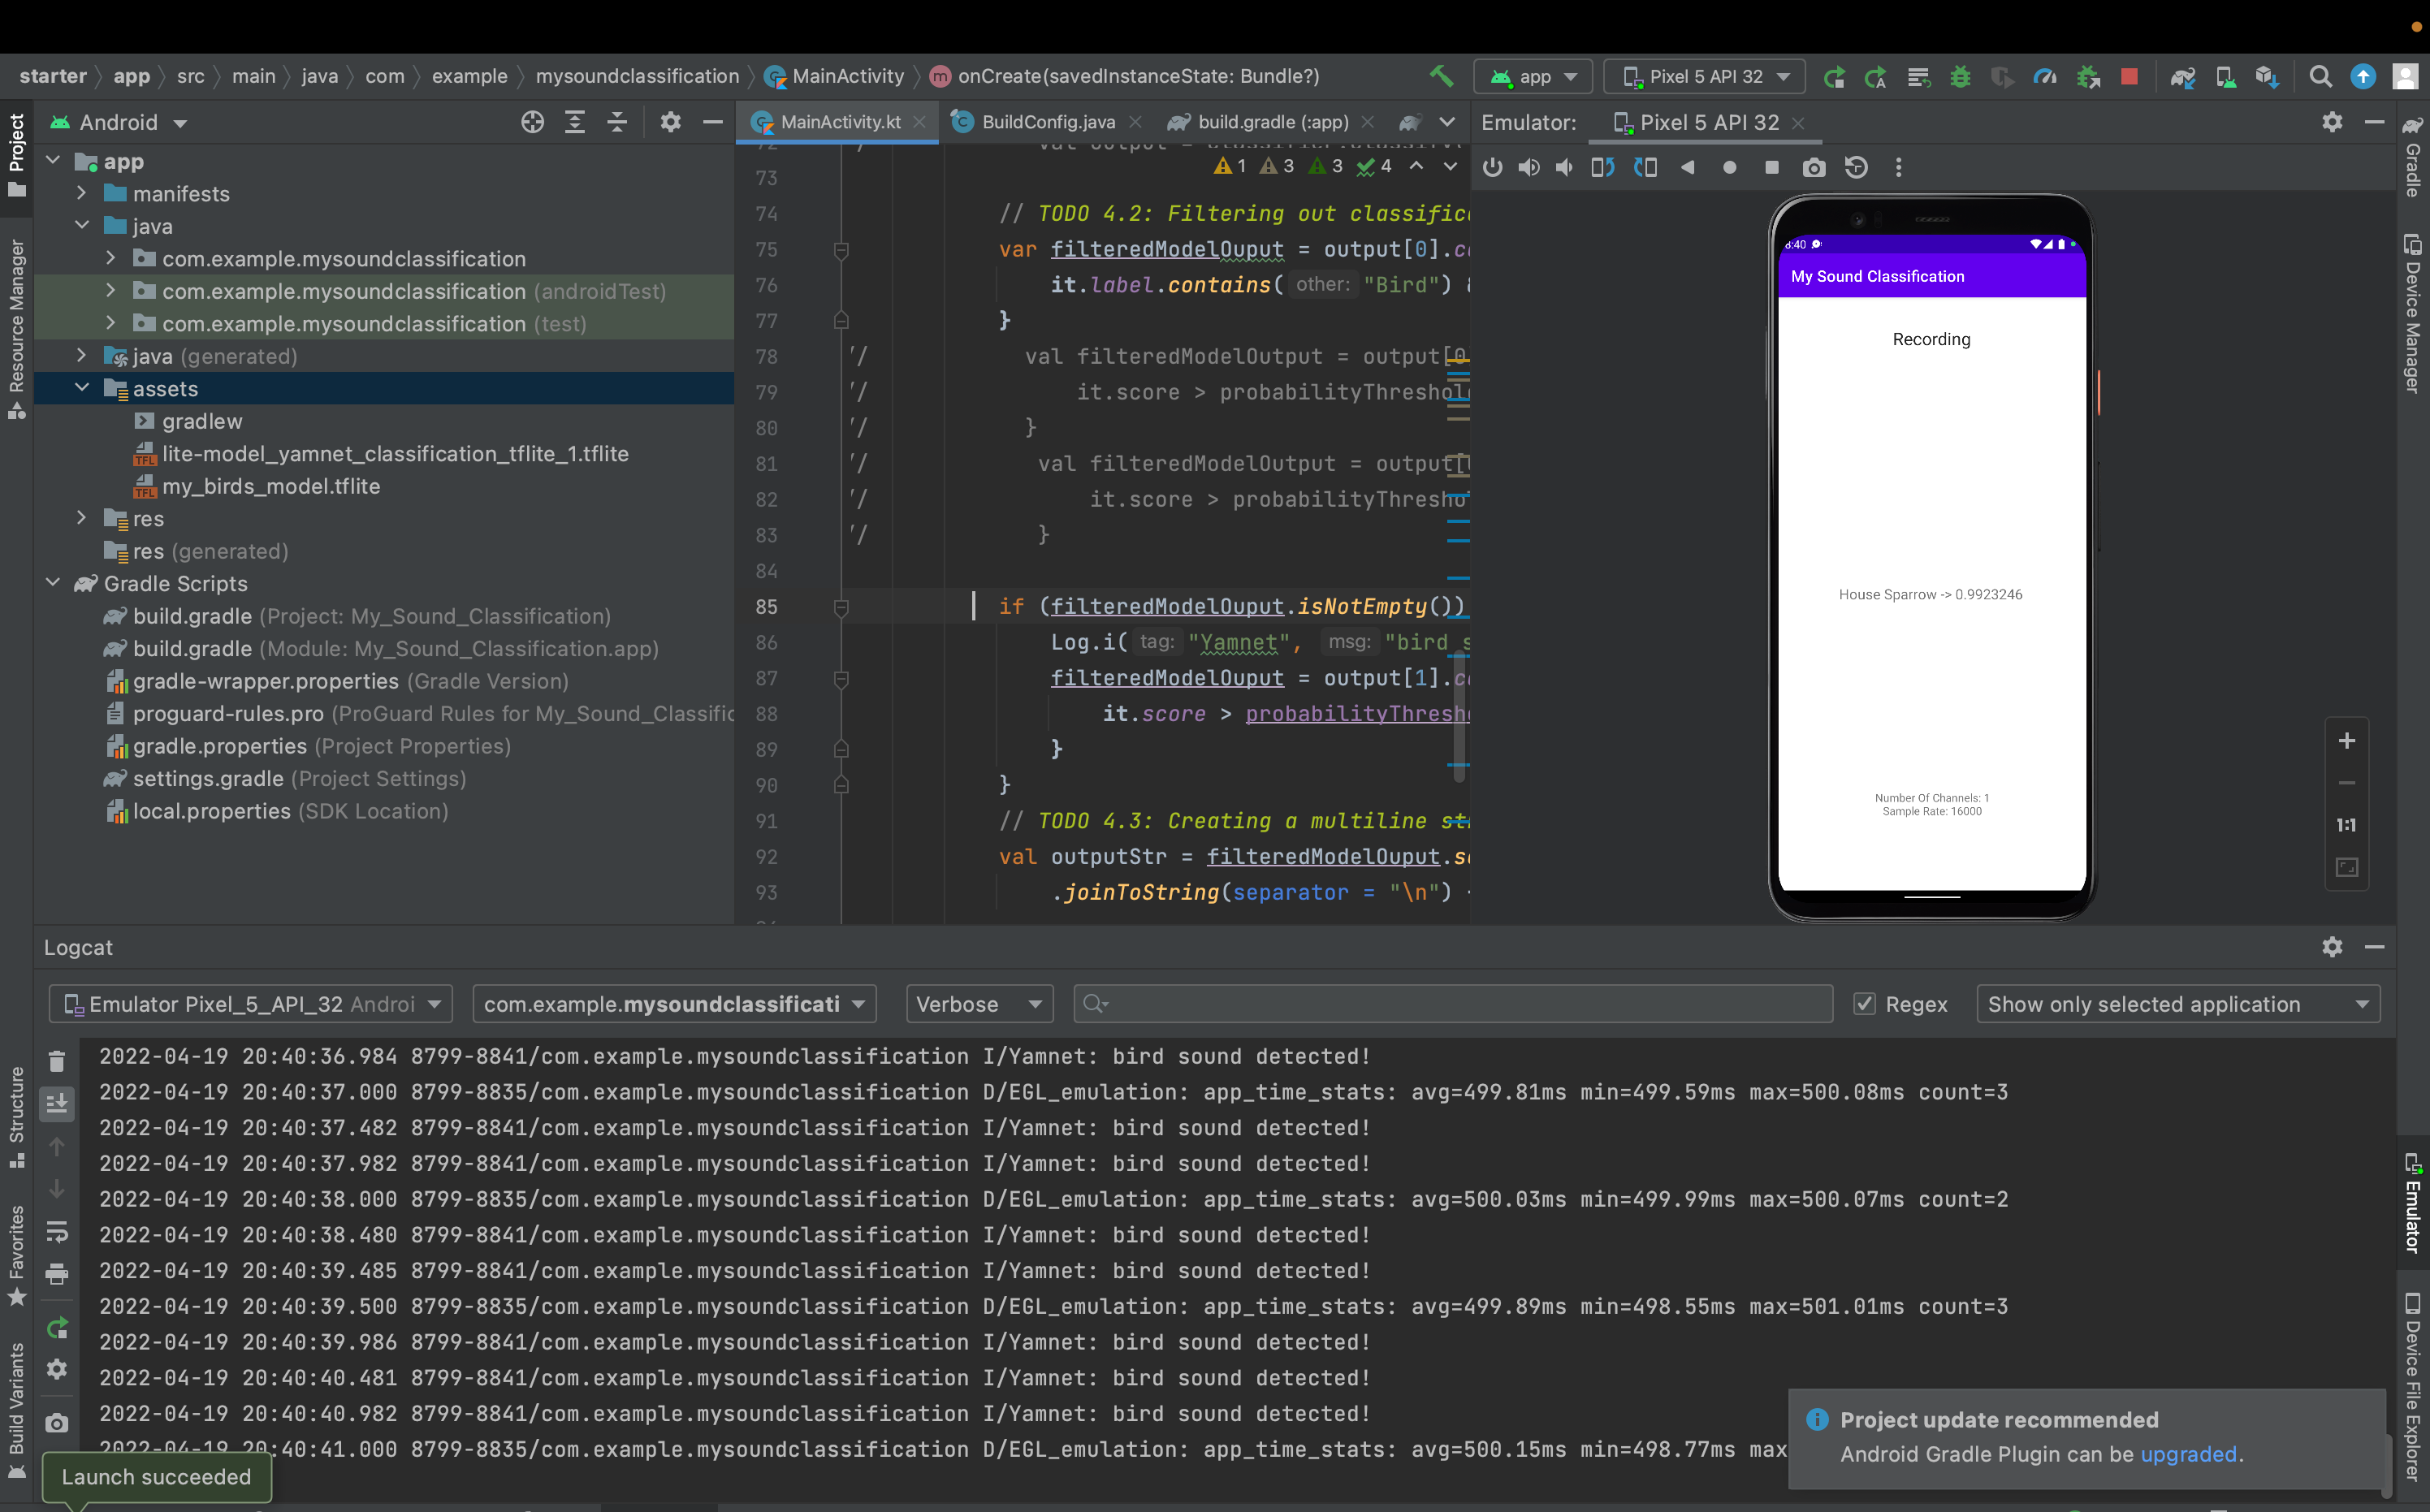 starter app src main java com example mysoundclassification MainActivity onCreate(savedInstanceState: Bundle?) app Pixel 5 API 32
Android
MainActivity.kt BuildConfig.java build.gradle (:app)
Emulator: Pixel 5 API 32
Project
Resource Manager
Structure
Favorites
Build Variants
app
manifests
java
com.example.mysoundclassification
com.example.mysoundclassification (androidTest)
com.example.mysoundclassification (test)
java (generated)
assets
gradlew
lite-model_yamnet_classification_tflite_1.tflite
my_birds_model.tflite
res
res (generated)
Gradle Scripts
build.gradle (Project: My_Sound_Classification)
build.gradle (Module: My_Sound_Classification.app)
gradle-wrapper.properties (Gradle Version)
proguard-rules.pro (ProGuard Rules for My_Sound_Classific
gradle.properties (Project Properties)
settings.gradle (Project Settings)
local.properties (SDK Location)
1 3 3 4
73
74 // TODO 4.2: Filtering out classific
75 var filteredModelOuput = output[0].c
76 it.label.contains( other: "Bird") &
77 }
78 // val filteredModelOutput = output[0
79 // it.score > probabilityThreshol
80 // }
81 // val filteredModelOutput = output[
82 // it.score > probabilityThresho
83 // }
84
85 if (filteredModelOuput.isNotEmpty())
86 Log.i( tag: "Yamnet", msg: "bird s
87 filteredModelOuput = output[1].c
88 it.score > probabilityThresh
89 }
90 }
91 // TODO 4.3: Creating a multiline st
92 val outputStr = filteredModelOuput.s
93 .joinToString(separator = "\n")
8:40
My Sound Classification
Recording
House Sparrow -> 0.9923246
Number Of Channels: 1
Sample Rate: 16000
1:1
Gradle
Device Manager
Emulator
Device File Explorer
Logcat
Emulator Pixel_5_API_32 Androi com.example.mysoundclassificati Verbose Regex Show only selected application
2022-04-19 20:40:36.984 8799-8841/com.example.mysoundclassification I/Yamnet: bird sound detected!
2022-04-19 20:40:37.000 8799-8835/com.example.mysoundclassification D/EGL_emulation: app_time_stats: avg=499.81ms min=499.59ms max=500.08ms count=3
2022-04-19 20:40:37.482 8799-8841/com.example.mysoundclassification I/Yamnet: bird sound detected!
2022-04-19 20:40:37.982 8799-8841/com.example.mysoundclassification I/Yamnet: bird sound detected!
2022-04-19 20:40:38.000 8799-8835/com.example.mysoundclassification D/EGL_emulation: app_time_stats: avg=500.03ms min=499.99ms max=500.07ms count=2
2022-04-19 20:40:38.480 8799-8841/com.example.mysoundclassification I/Yamnet: bird sound detected!
2022-04-19 20:40:39.485 8799-8841/com.example.mysoundclassification I/Yamnet: bird sound detected!
2022-04-19 20:40:39.500 8799-8835/com.example.mysoundclassification D/EGL_emulation: app_time_stats: avg=499.89ms min=498.55ms max=501.01ms count=3
2022-04-19 20:40:39.986 8799-8841/com.example.mysoundclassification I/Yamnet: bird sound detected!
2022-04-19 20:40:40.481 8799-8841/com.example.mysoundclassification I/Yamnet: bird sound detected!
2022-04-19 20:40:40.982 8799-8841/com.example.mysoundclassification I/Yamnet: bird sound detected!
2022-04-19 20:40:41.000 8799-8835/com.example.mysoundclassification D/EGL_emulation: app_time_stats: avg=500.15ms min=498.77ms max
Launch succeeded
Project update recommended
Android Gradle Plugin can be upgraded.